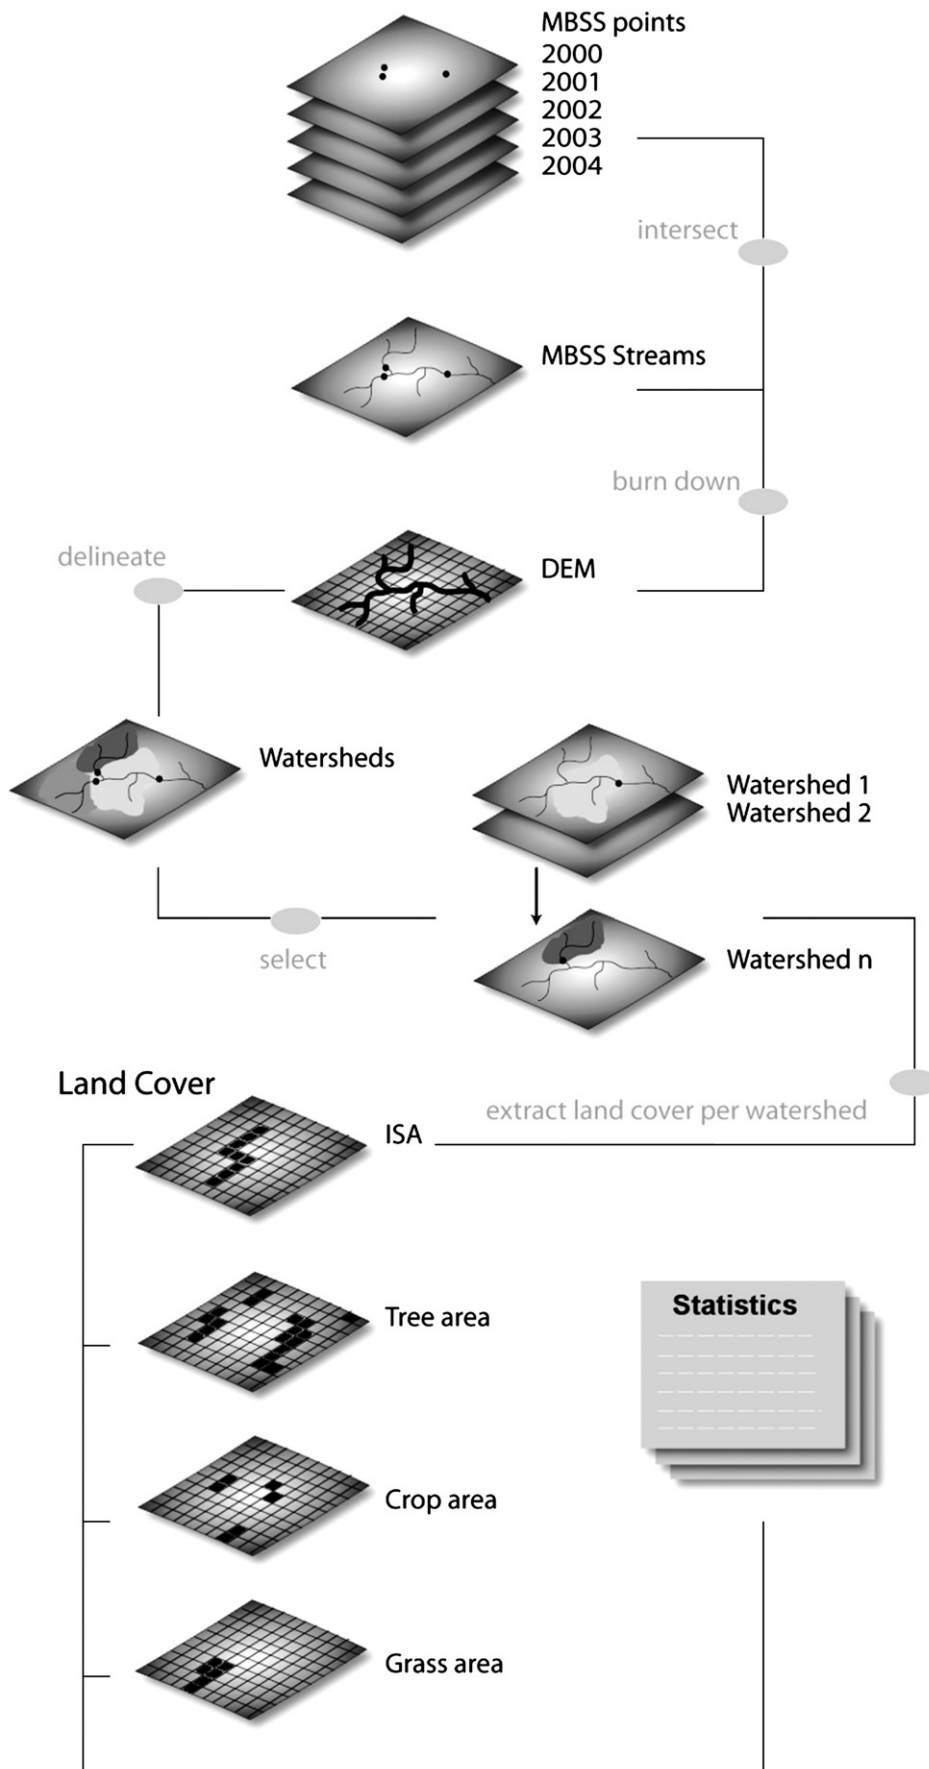 MBSS points
2000
2001
2002
2003
2004
intersect
MBSS Streams
burn down
delineate
DEM
Watersheds
Watershed 1
Watershed 2
select
Watershed n
Land Cover
extract land cover per watershed
ISA
Tree area
Statistics
Crop area
Grass area